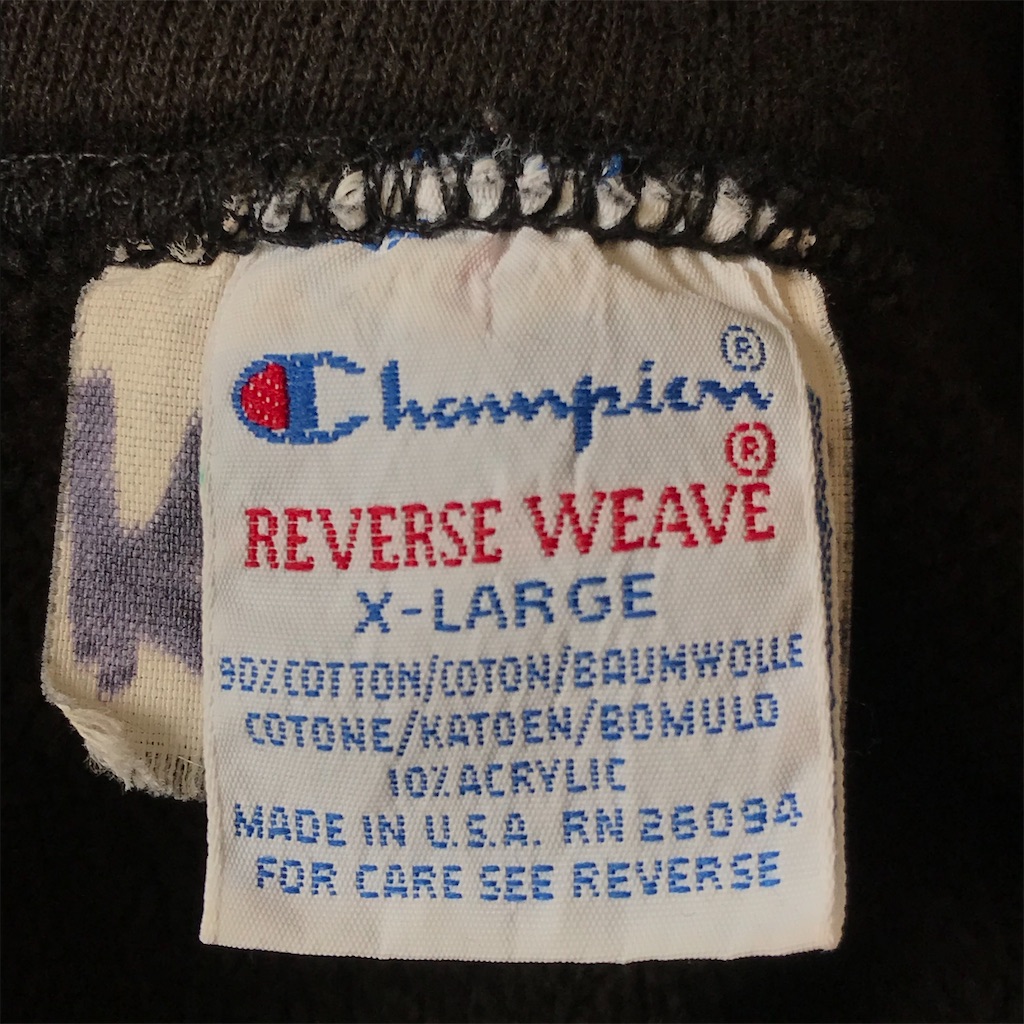 Champion®
REVERSE WEAVE®
X-LARGE
90% COTTON/COTON/BAUMWOLLE
COTONE/KATOEN/BOMULD
10% ACRYLIC
MADE IN U.S.A. RN 26094
FOR CARE SEE REVERSE